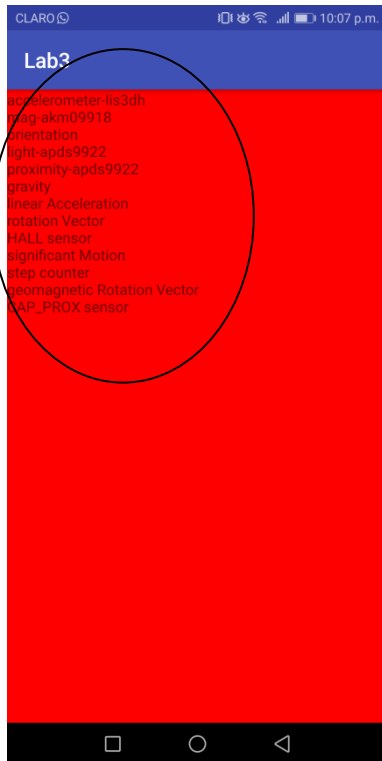 CLARO 10:07 p.m.
Lab3
accelerometer-lis3dh
mag-akm09918
orientation
light-apds9922
proximity-apds9922
gravity
linear Acceleration
rotation Vector
HALL sensor
significant Motion
step counter
geomagnetic Rotation Vector
CAP_PROX sensor